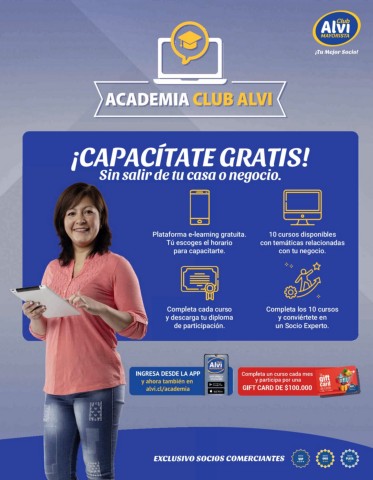 Club
Alvi
MAYORISTA
¡Tu Mejor Socio!
ACADEMIA CLUB ALVI
¡CAPACÍTATE GRATIS!
Sin salir de tu casa o negocio.
Plataforma e-learning gratuita.
Tú escoges el horario
para capacitarte.
10 cursos disponibles
con temáticas relacionadas
con tu negocio.
Completa cada curso
y descarga tu diploma
de participación.
Completa los 10 cursos
y conviértete en
un Socio Experto.
INGRESA DESDE LA APP
y ahora también en
alvi.cl/academia
Alvi
Completa un curso cada mes
y participa por una
GIFT CARD DE $100.000
Gift
Card
EXCLUSIVO SOCIOS COMERCIANTES